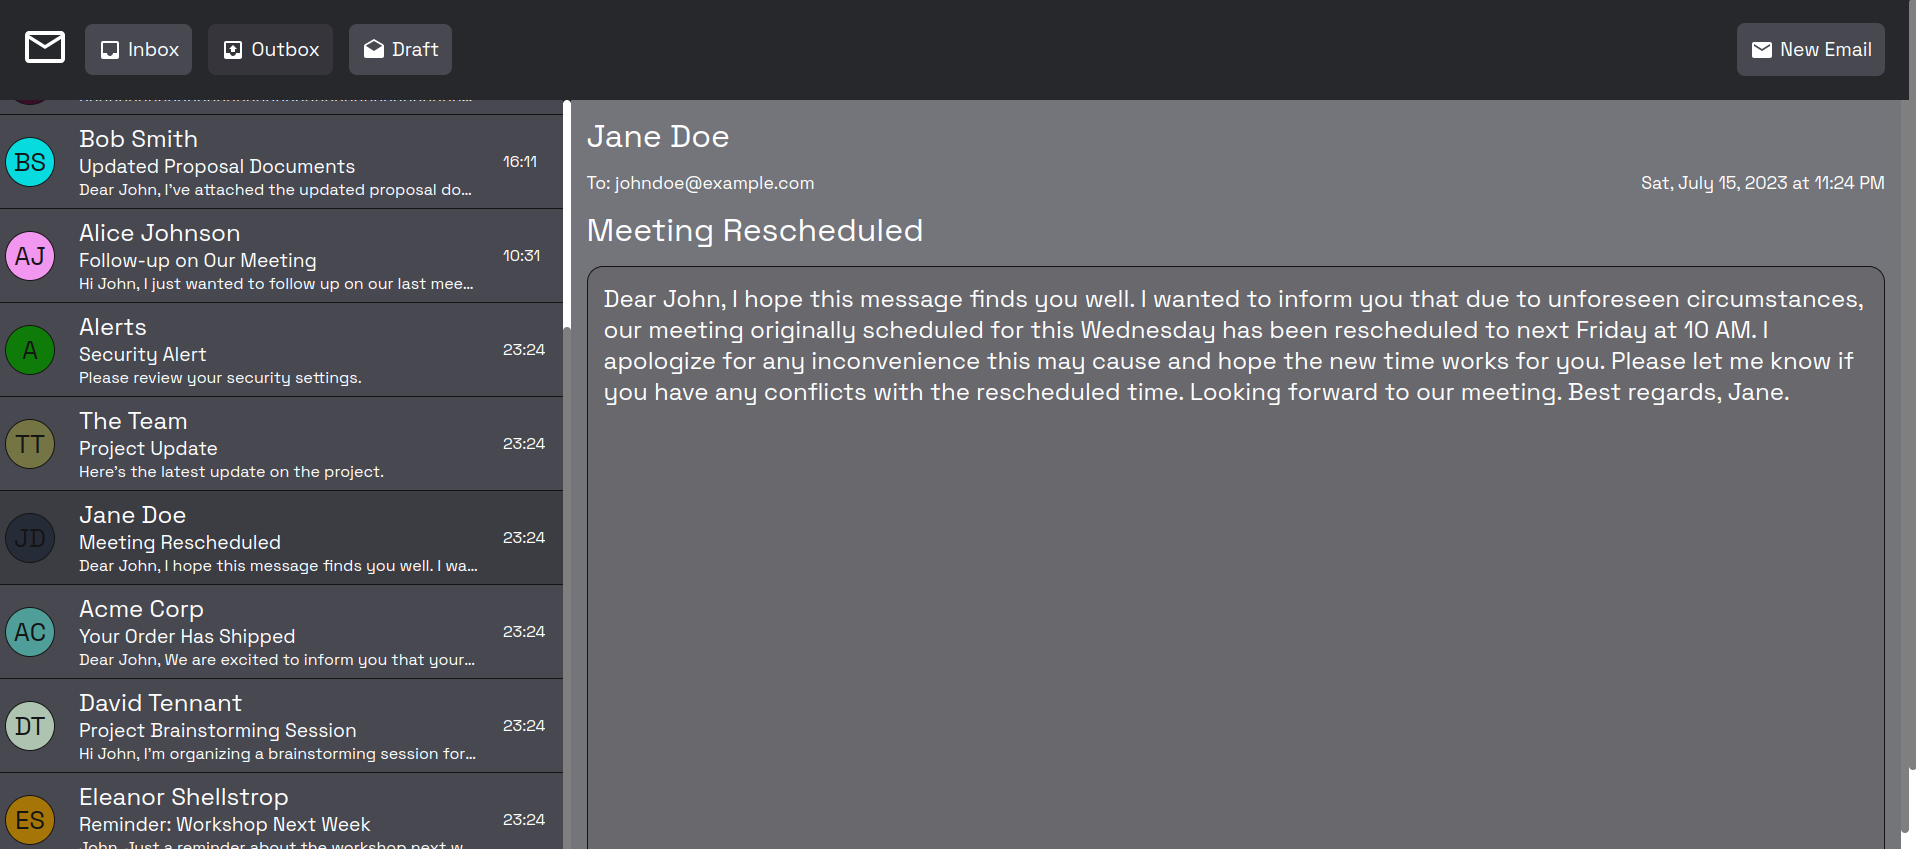 Inbox
Outbox
Draft
New Email
Bob Smith
Updated Proposal Documents
Dear John, I've attached the updated proposal do...
16:11
Alice Johnson
Follow-up on Our Meeting
Hi John, I just wanted to follow up on our last mee...
10:31
Alerts
Security Alert
Please review your security settings.
23:24
The Team
Project Update
Here's the latest update on the project.
23:24
Jane Doe
Meeting Rescheduled
Dear John, I hope this message finds you well. I wa...
23:24
Acme Corp
Your Order Has Shipped
Dear John, We are excited to inform you that your...
23:24
David Tennant
Project Brainstorming Session
Hi John, I'm organizing a brainstorming session for...
23:24
Eleanor Shellstrop
Reminder: Workshop Next Week
John, Just a reminder about the workshop next w...
23:24
BS
AJ
A
TT
JD
AC
DT
ES
Jane Doe
To: johndoe@example.com
Sat, July 15, 2023 at 11:24 PM
Meeting Rescheduled
Dear John, I hope this message finds you well. I wanted to inform you that due to unforeseen circumstances,
our meeting originally scheduled for this Wednesday has been rescheduled to next Friday at 10 AM. I
apologize for any inconvenience this may cause and hope the new time works for you. Please let me know if
you have any conflicts with the rescheduled time. Looking forward to our meeting. Best regards, Jane.